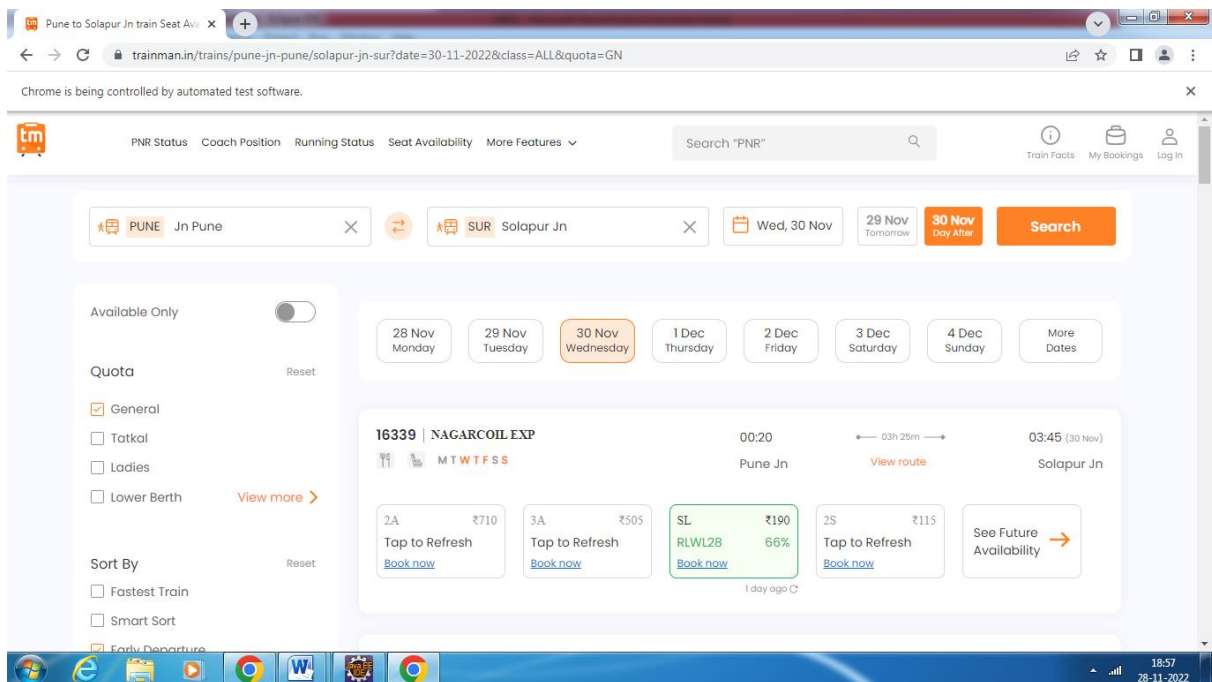 Pune to Solapur Jn train Seat Ava
trainman.in/trains/pune-jn-pune/solapur-jn-sur?date=30-11-2022&class=ALL&quota=GN
Chrome is being controlled by automated test software.
tm
PNR Status Coach Position Running Status Seat Availability More Features
Search "PNR"
Train Facts My Bookings Log In
PUNE Jn Pune
SUR Solapur Jn
Wed, 30 Nov
29 Nov
Tomorrow
30 Nov
Day After
Search
Available Only
Quota Reset
General
Tatkal
Ladies
Lower Berth View more
Sort By Reset
Fastest Train
Smart Sort
Early Departure
28 Nov
Monday
29 Nov
Tuesday
30 Nov
Wednesday
1 Dec
Thursday
2 Dec
Friday
3 Dec
Saturday
4 Dec
Sunday
More
Dates
16339 | NAGARCOIL EXP
M T W T F S S
00:20
Pune Jn
03h 25m
View route
03:45 (30 Nov)
Solapur Jn
2A ₹710
Tap to Refresh
Book now
3A ₹505
Tap to Refresh
Book now
SL ₹190
RLWL28 66%
Book now
1 day ago
2S ₹115
Tap to Refresh
Book now
See Future
Availability
W
Java EE
IDE
18:57
28-11-2022